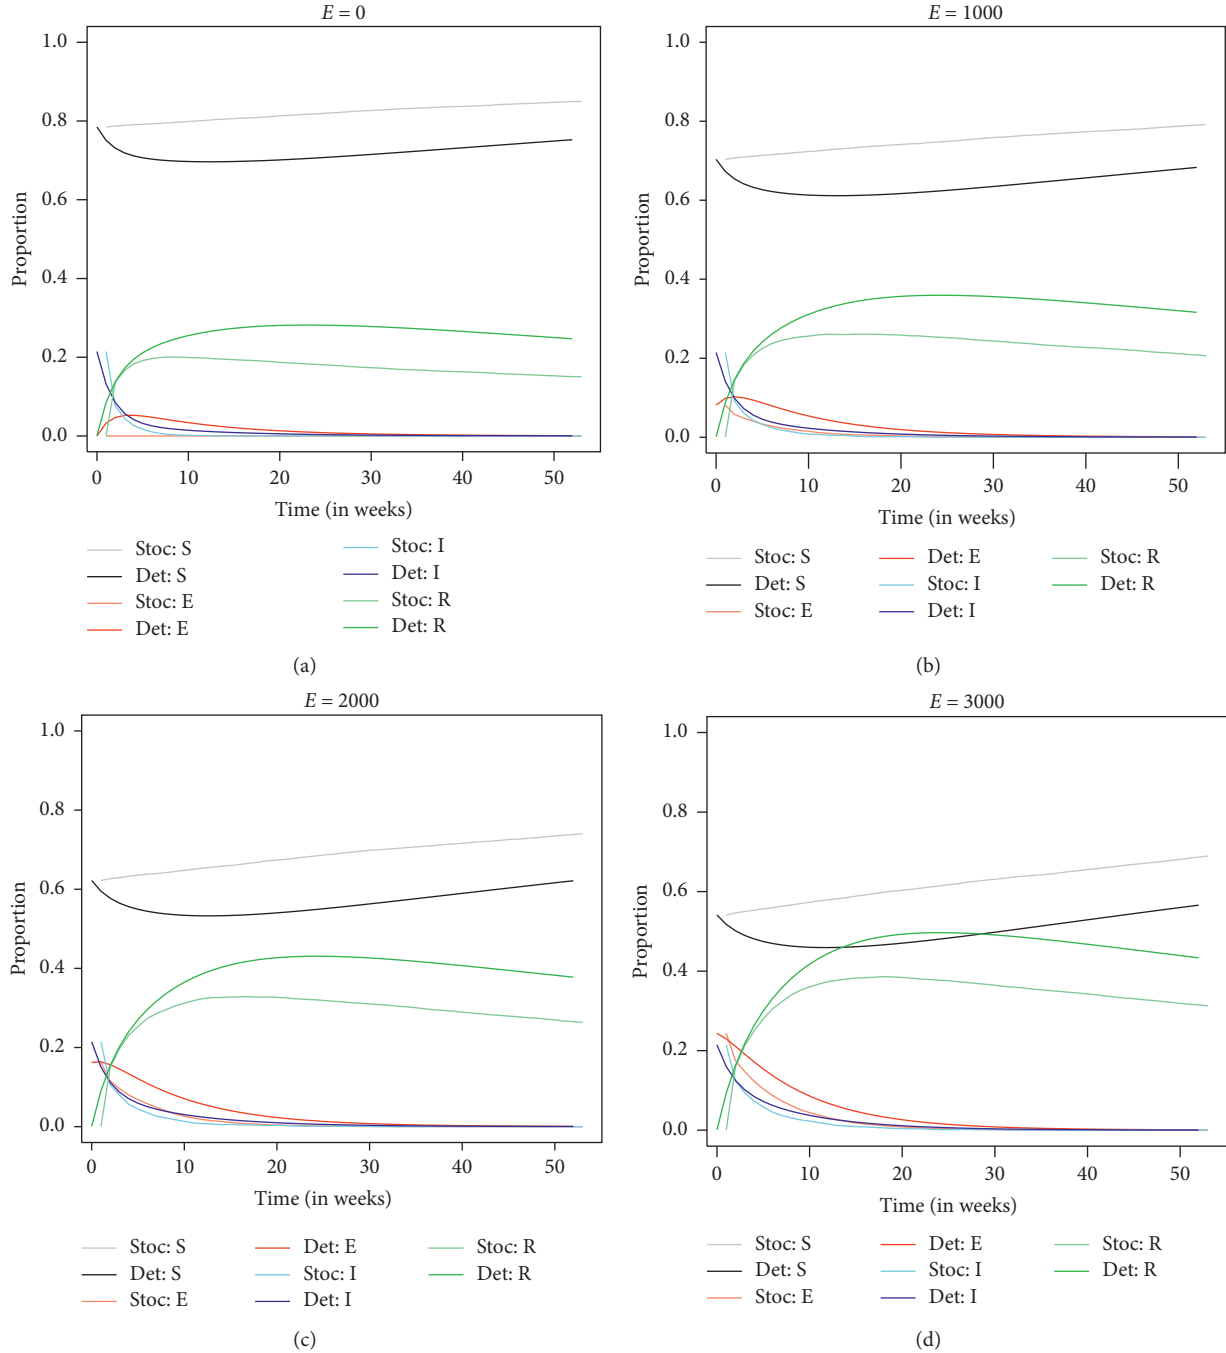 E = 0
1.0
0.8
0.6
0.4
0.2
0.0
Proportion
0 10 20 30 40 50
Time (in weeks)
Stoc: S
Det: S
Stoc: E
Det: E
Stoc: I
Det: I
Stoc: R
Det: R
(a)
E = 1000
1.0
0.8
0.6
0.4
0.2
0.0
Proportion
0 10 20 30 40 50
Time (in weeks)
Stoc: S
Det: S
Stoc: E
Det: E
Stoc: I
Det: I
Stoc: R
Det: R
(b)
E = 2000
1.0
0.8
0.6
0.4
0.2
0.0
Proportion
0 10 20 30 40 50
Time (in weeks)
Stoc: S
Det: S
Stoc: E
Det: E
Stoc: I
Det: I
Stoc: R
Det: R
(c)
E = 3000
1.0
0.8
0.6
0.4
0.2
0.0
Proportion
0 10 20 30 40 50
Time (in weeks)
Stoc: S
Det: S
Stoc: E
Det: E
Stoc: I
Det: I
Stoc: R
Det: R
(d)